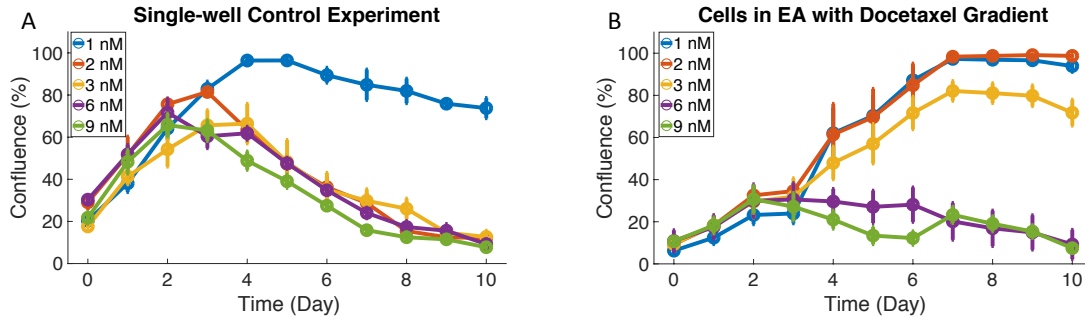 A
Single-well Control Experiment
1 nM
2 nM
3 nM
6 nM
9 nM
Confluence (%)
100
80
60
40
20
0
0 2 4 6 8 10
Time (Day)
B
Cells in EA with Docetaxel Gradient
1 nM
2 nM
3 nM
6 nM
9 nM
Confluence (%)
100
80
60
40
20
0
0 2 4 6 8 10
Time (Day)